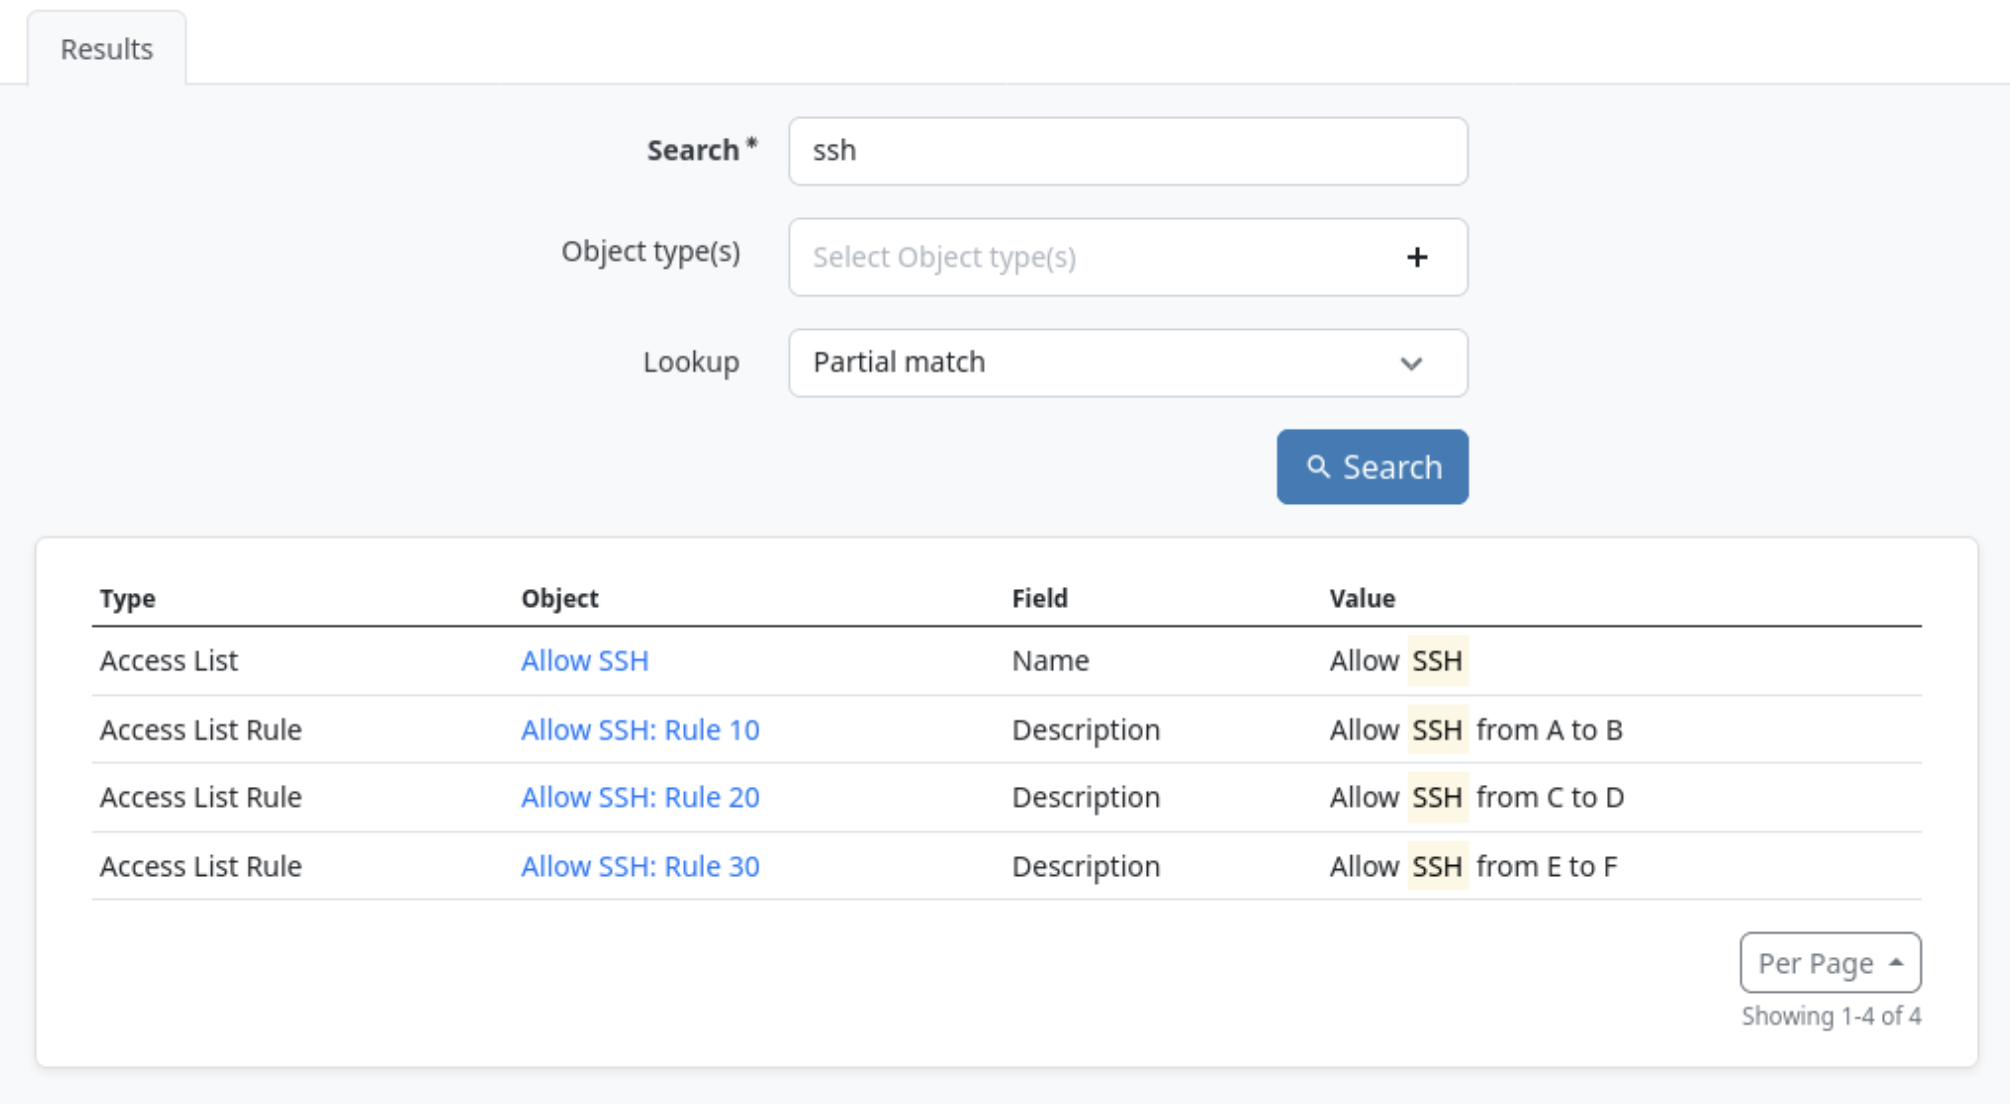 Results
Search *
ssh
Object type(s)
Select Object type(s) +
Lookup
Partial match
Search
Type Object Field Value
Access List Allow SSH Name Allow SSH
Access List Rule Allow SSH: Rule 10 Description Allow SSH from A to B
Access List Rule Allow SSH: Rule 20 Description Allow SSH from C to D
Access List Rule Allow SSH: Rule 30 Description Allow SSH from E to F
Per Page
Showing 1-4 of 4